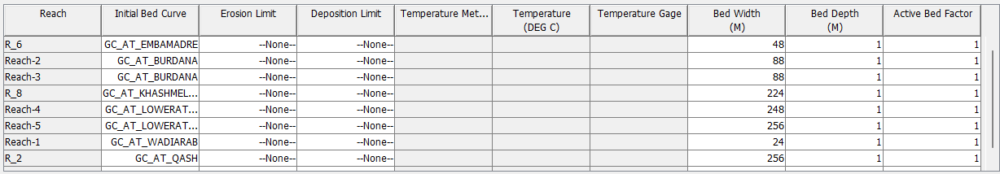 Reach Initial Bed Curve Erosion Limit Deposition Limit Temperature Met... Temperature (DEG C) Temperature Gage Bed Width (M) Bed Depth (M) Active Bed Factor
R_6 GC_AT_EMBAMADRE --None-- --None-- 48 1 1
Reach-2 GC_AT_BURDANA --None-- --None-- 88 1 1
Reach-3 GC_AT_BURDANA --None-- --None-- 88 1 1
R_8 GC_AT_KHASHMEL... --None-- --None-- 224 1 1
Reach-4 GC_AT_LOWERAT... --None-- --None-- 248 1 1
Reach-5 GC_AT_LOWERAT... --None-- --None-- 256 1 1
Reach-1 GC_AT_WADIARAB --None-- --None-- 24 1 1
R_2 GC_AT_QASH --None-- --None-- 256 1 1